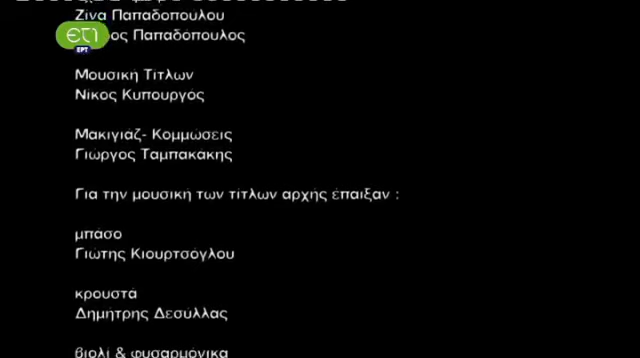 Ζίνα Παπαδοπούλου
ετ1
ος Παπαδόπουλος
ΕΡΤ
Μουσική Τίτλων
Νίκος Κυπουργός
Μακιγιάζ- Κομμώσεις
Γιώργος Ταμπακάκης
Για την μουσική των τίτλων αρχής έπαιξαν :
μπάσο
Γιώτης Κιουρτσόγλου
κρουστά
Δημήτρης Δεσύλλας
βιολί & φυσαρμόνικα